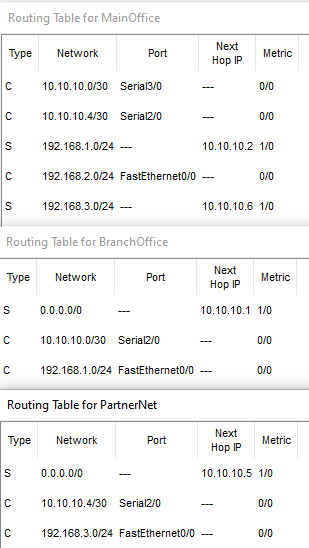 Routing Table for MainOffice
Type Network Port Next Hop IP Metric
C 10.10.10.0/30 Serial3/0 --- 0/0
C 10.10.10.4/30 Serial2/0 --- 0/0
S 192.168.1.0/24 --- 10.10.10.2 1/0
C 192.168.2.0/24 FastEthernet0/0 --- 0/0
S 192.168.3.0/24 --- 10.10.10.6 1/0
Routing Table for BranchOffice
Type Network Port Next Hop IP Metric
S 0.0.0.0/0 --- 10.10.10.1 1/0
C 10.10.10.0/30 Serial2/0 --- 0/0
C 192.168.1.0/24 FastEthernet0/0 --- 0/0
Routing Table for PartnerNet
Type Network Port Next Hop IP Metric
S 0.0.0.0/0 --- 10.10.10.5 1/0
C 10.10.10.4/30 Serial2/0 --- 0/0
C 192.168.3.0/24 FastEthernet0/0 --- 0/0